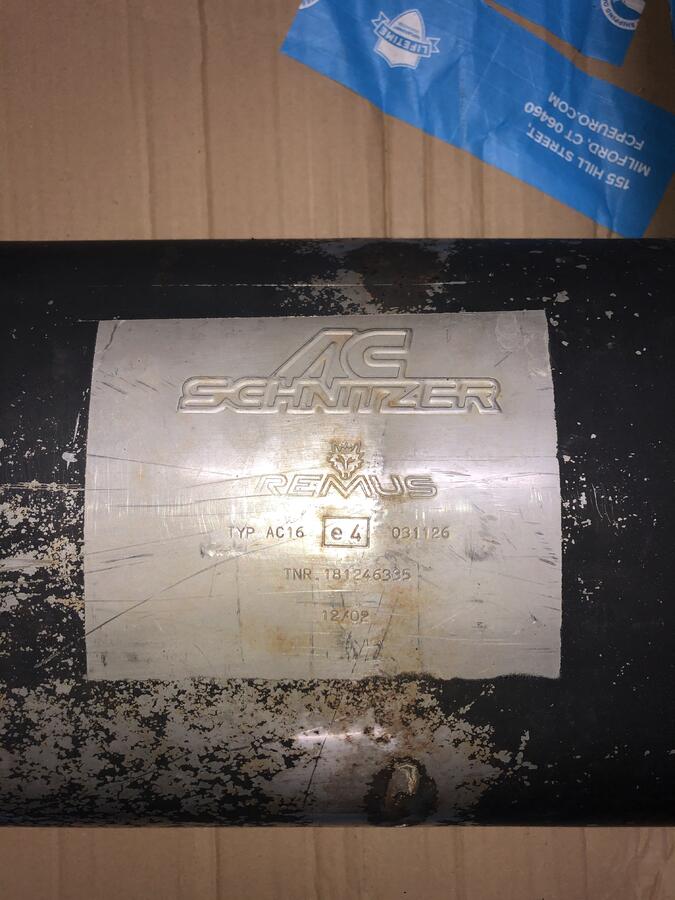 LIFETIME
155 HILL STREET
MILFORD, CT 06460
FCPEURO.COM
AC
SCHNITZER
REMUS
TYP AC16 e4 031126
TNR. 181246335
12/02